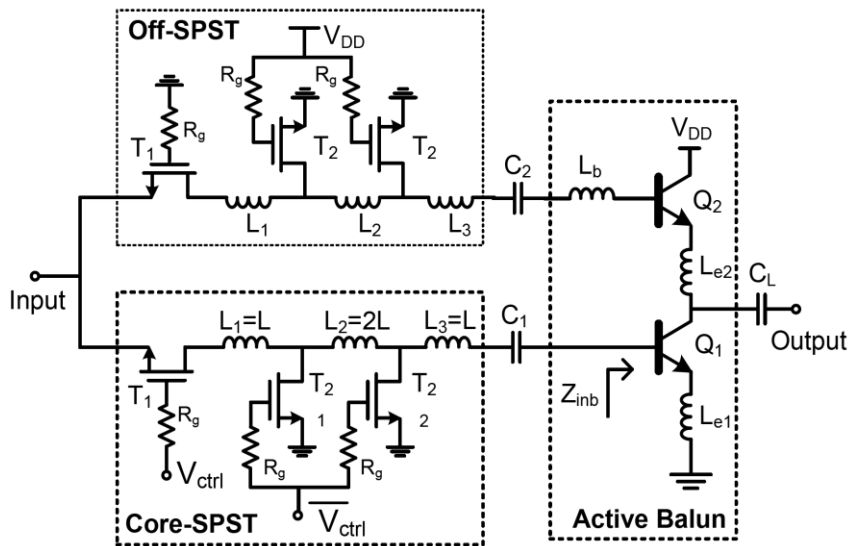 Off-SPST
V_DD
R_g
R_g
T_2
T_2
R_g
T_1
L_1
L_2
L_3
C_2
L_b
V_DD
Q_2
L_e2
C_L
Input
Output
L_1=L
L_2=2L
L_3=L
C_1
Q_1
Z_inb
L_e1
T_1
R_g
T_2
1
T_2
2
R_g
R_g
V_ctrl
V̅_ctrl
Core-SPST
Active Balun